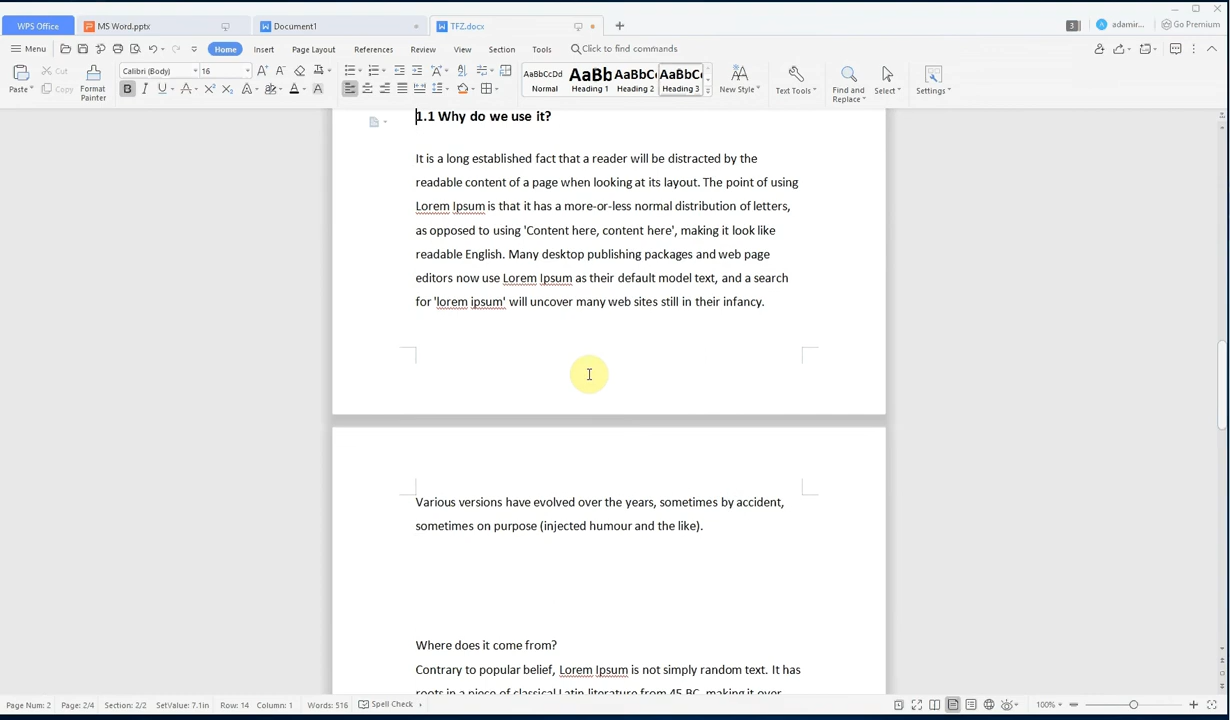 WPS Office
MS Word.pptx
Document1
TFZ.docx
3
adamir...
Go Premium
Menu
Home
Insert
Page Layout
References
Review
View
Section
Tools
Click to find commands
Paste
Cut
Copy
Format
Painter
Calibri (Body)
16
AaBbCcDd
Normal
AaBb
Heading 1
AaBbC
Heading 2
AaBbC
Heading 3
New Style
Text Tools
Find and
Replace
Select
Settings
1.1 Why do we use it?
It is a long established fact that a reader will be distracted by the
readable content of a page when looking at its layout. The point of using
Lorem Ipsum is that it has a more-or-less normal distribution of letters,
as opposed to using 'Content here, content here', making it look like
readable English. Many desktop publishing packages and web page
editors now use Lorem Ipsum as their default model text, and a search
for 'lorem ipsum' will uncover many web sites still in their infancy.
Various versions have evolved over the years, sometimes by accident,
sometimes on purpose (injected humour and the like).
Where does it come from?
Contrary to popular belief, Lorem Ipsum is not simply random text. It has
roots in a piece of classical Latin literature from 45 BC, making it over
Page Num: 2
Page: 2/4
Section: 2/2
SetValue: 7.1in
Row: 14
Column: 1
Words: 516
Spell Check
100%